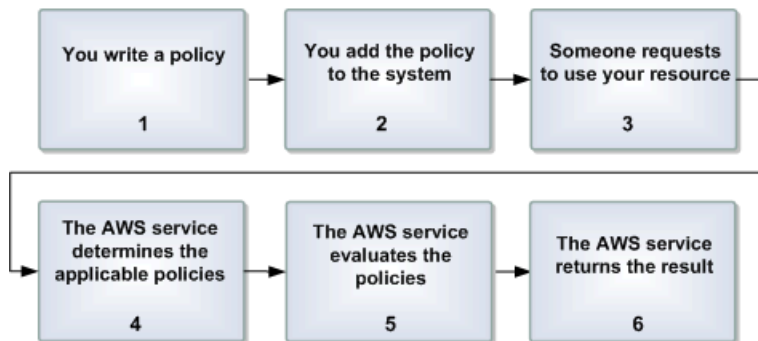 You write a policy
1
You add the policy
to the system
2
Someone requests
to use your resource
3
The AWS service
determines the
applicable policies
4
The AWS service
evaluates the
policies
5
The AWS service
returns the result
6